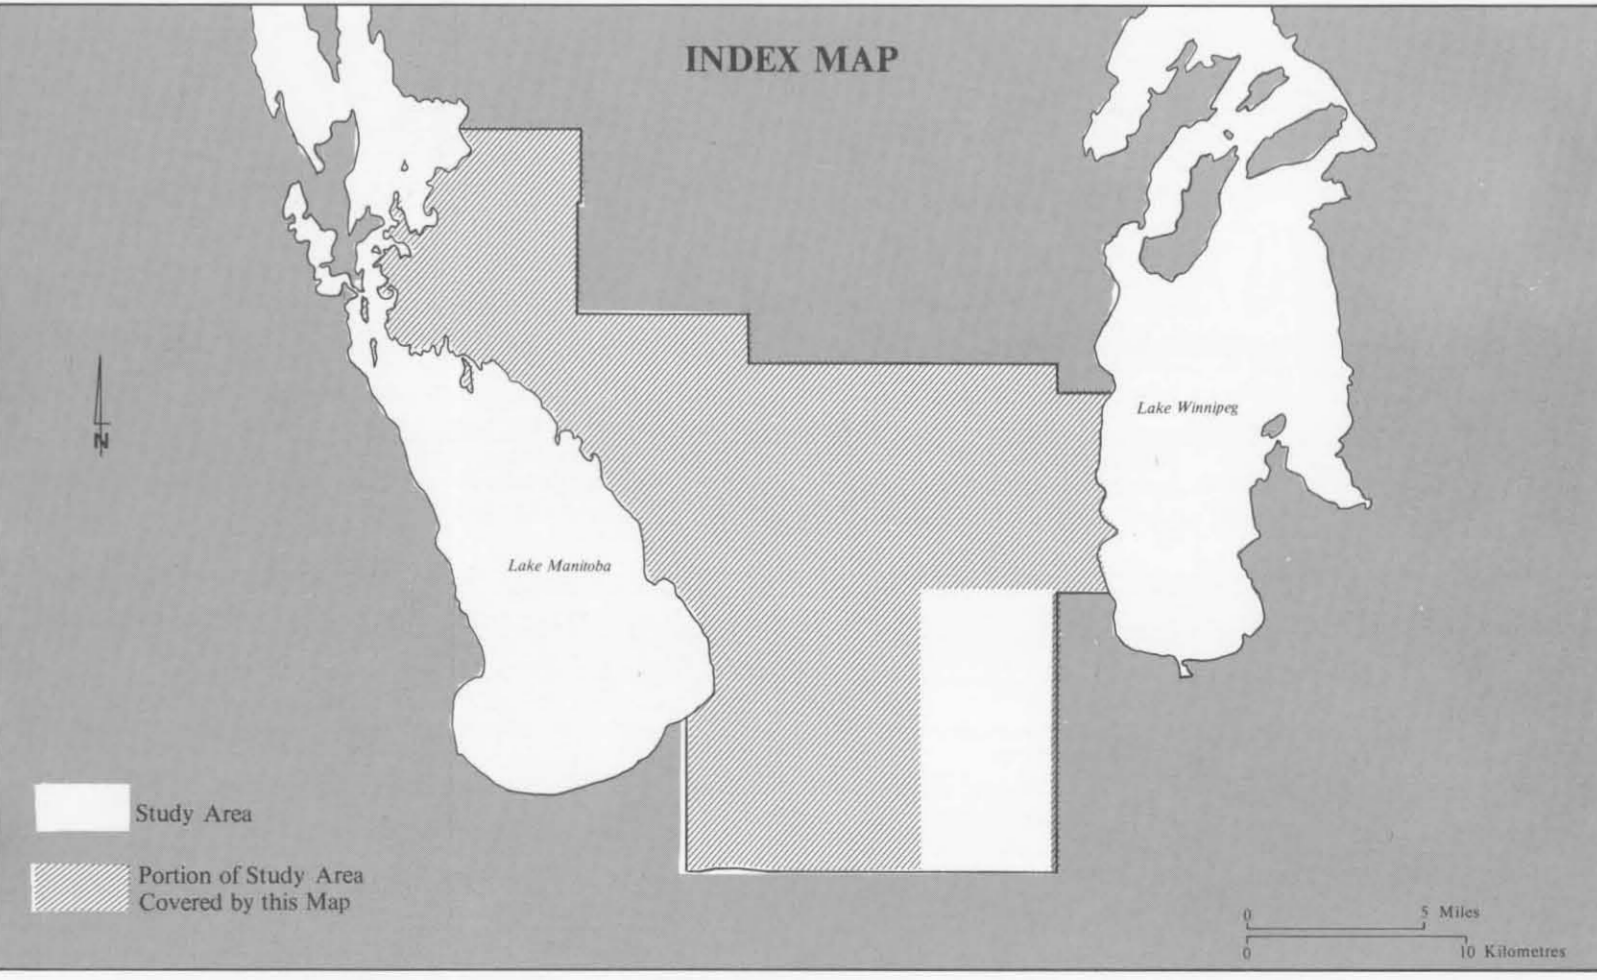 INDEX MAP
Lake Winnipeg
N
Lake Manitoba
Study Area
Portion of Study Area
Covered by this Map
0 5 Miles
0 10 Kilometres